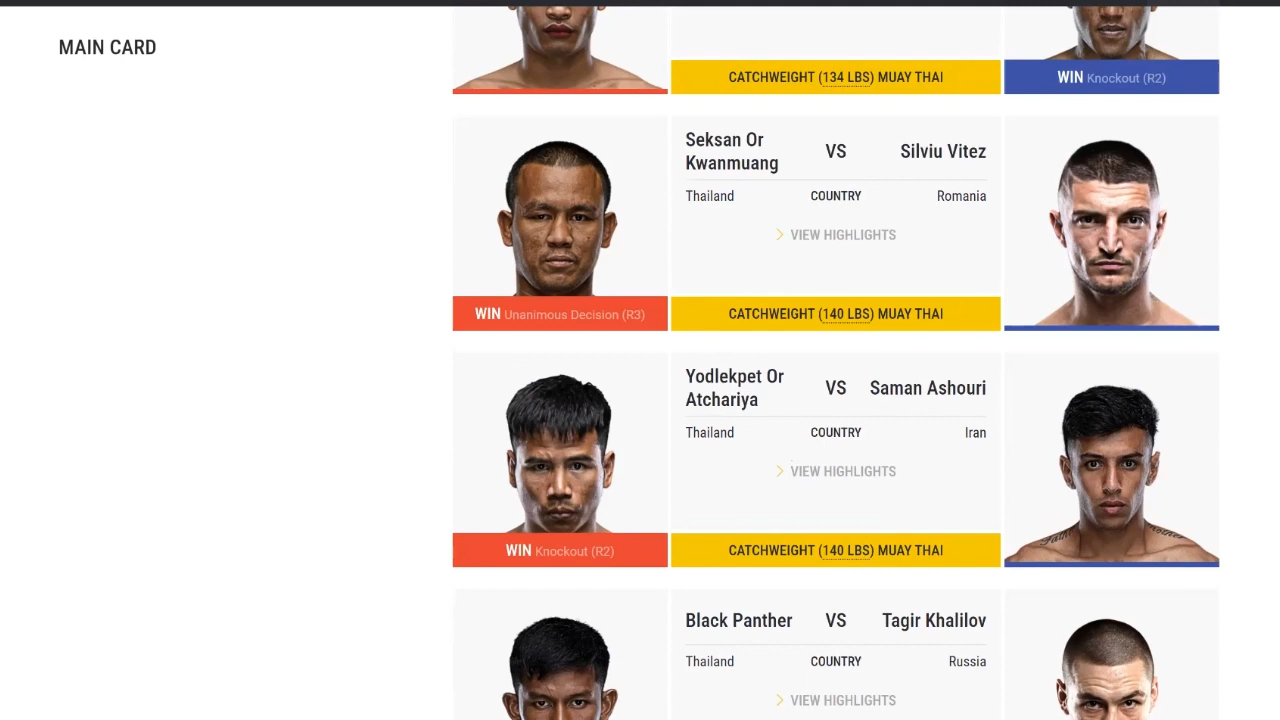 MAIN CARD
CATCHWEIGHT (134 LBS) MUAY THAI
WIN Knockout (R2)
Seksan Or
Kwanmuang
VS
Silviu Vitez
Thailand
COUNTRY
Romania
VIEW HIGHLIGHTS
WIN Unanimous Decision (R3)
CATCHWEIGHT (140 LBS) MUAY THAI
Yodlekpet Or
Atchariya
VS
Saman Ashouri
Thailand
COUNTRY
Iran
VIEW HIGHLIGHTS
WIN Knockout (R2)
CATCHWEIGHT (140 LBS) MUAY THAI
Black Panther
VS
Tagir Khalilov
Thailand
COUNTRY
Russia
VIEW HIGHLIGHTS